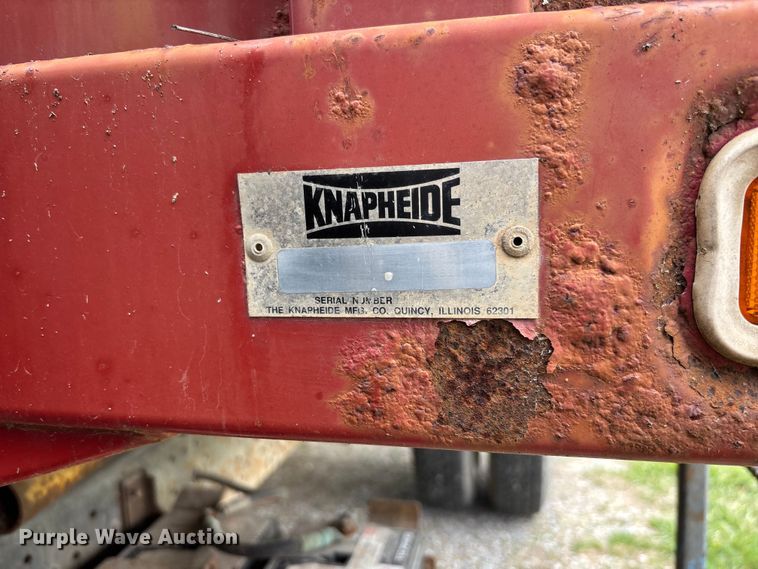 KNAPHEIDE
SERIAL NUMBER
THE KNAPHEIDE MFG. CO. QUINCY, ILLINOIS 62301
Purple Wave Auction